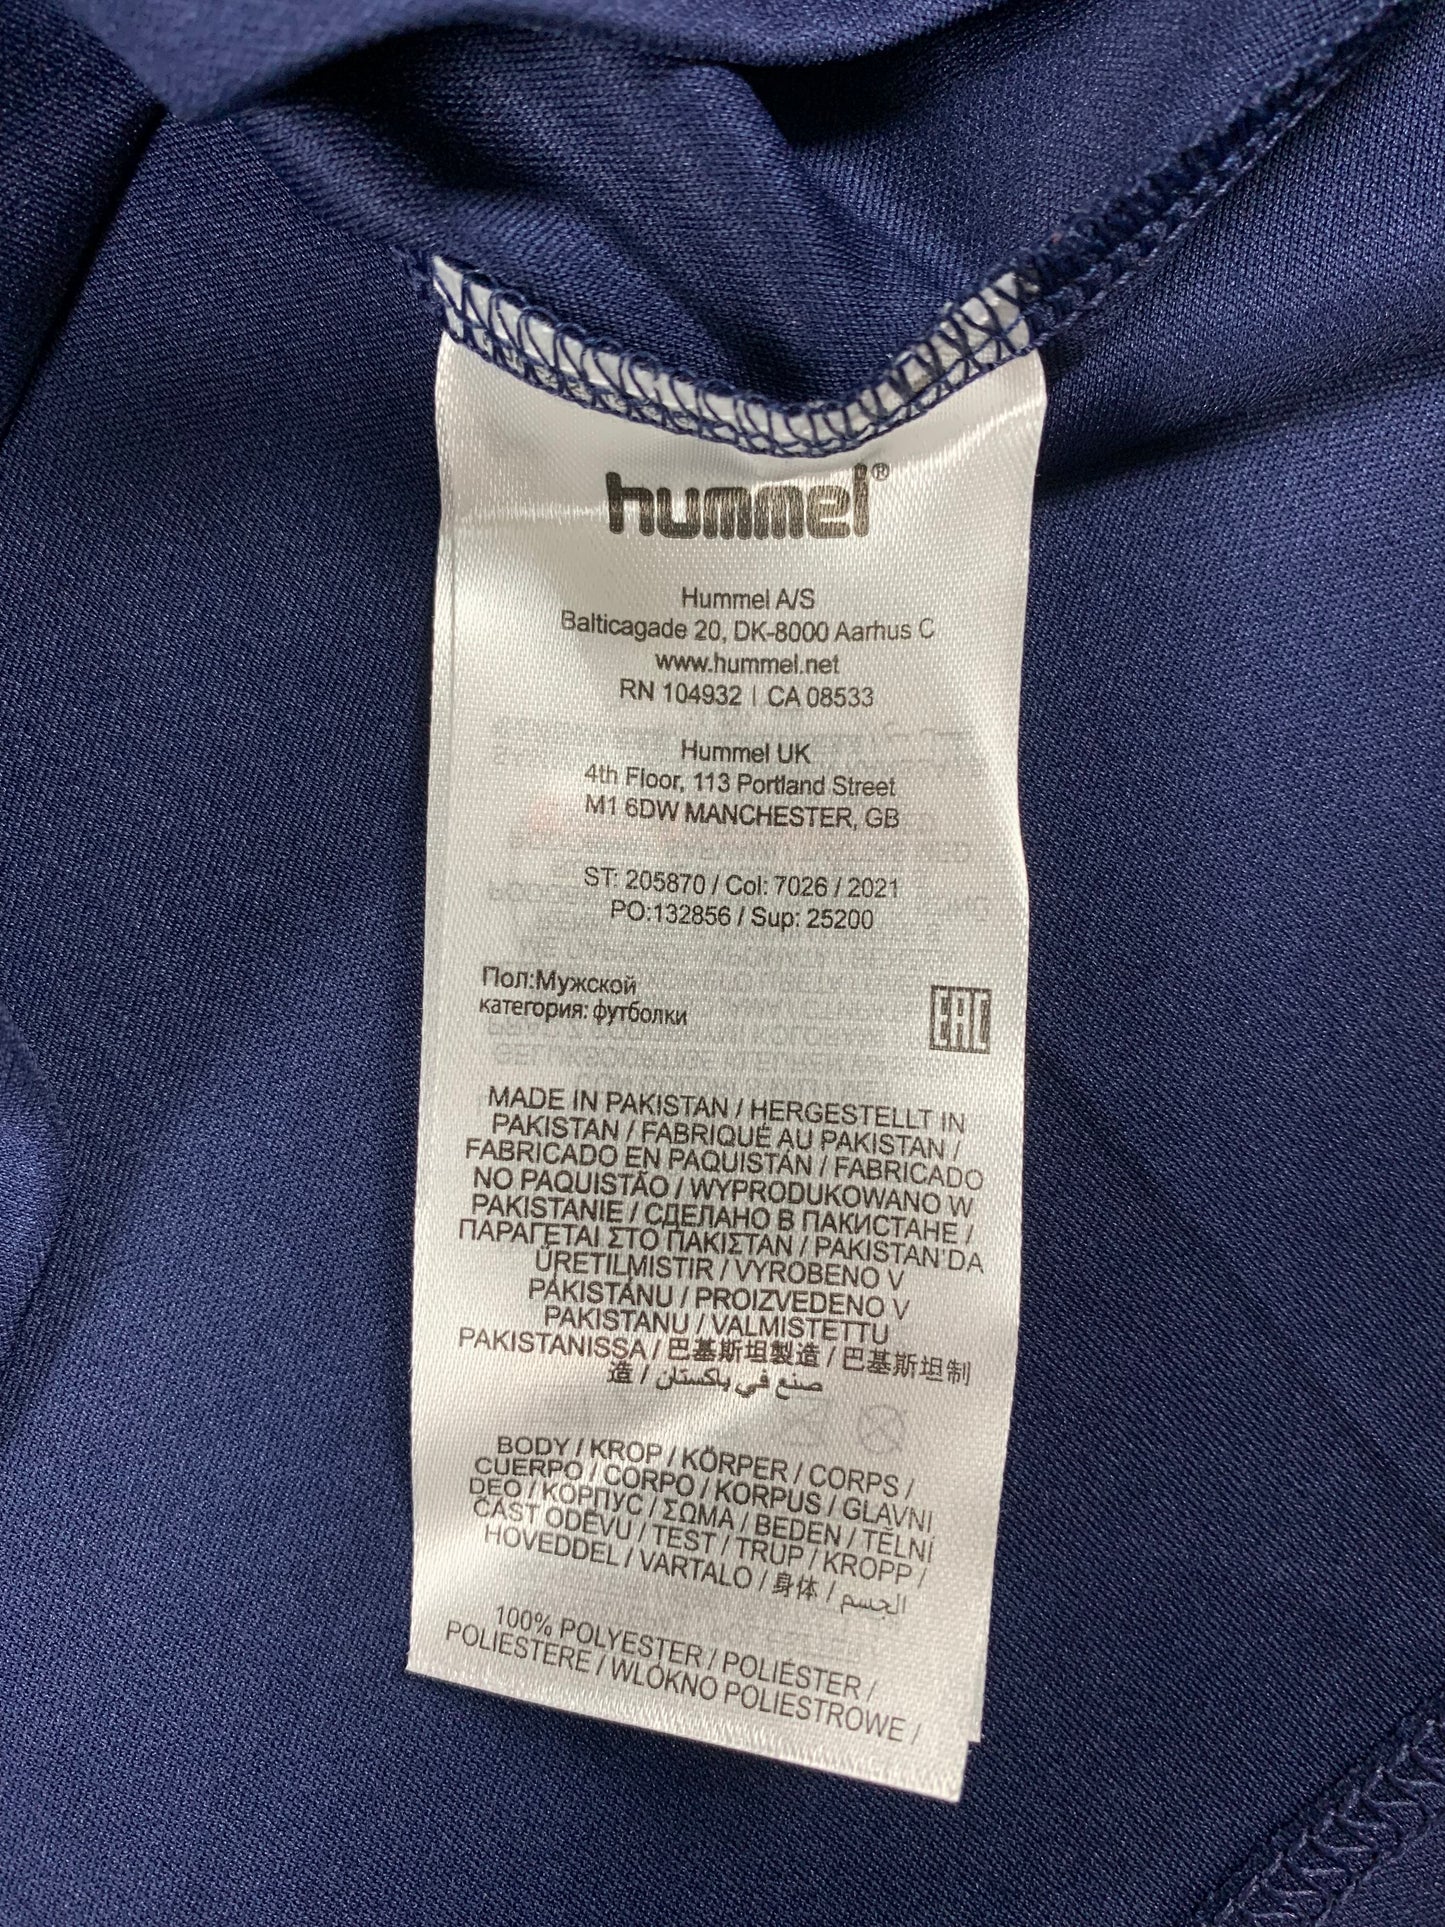 hummel®
Hummel A/S
Balticagade 20, DK-8000 Aarhus C
www.hummel.net
RN 104932 | CA 08533
Hummel UK
4th Floor, 113 Portland Street
M1 6DW MANCHESTER, GB
ST: 205870 / Col: 7026 / 2021
PO:132856 / Sup: 25200
Пол:Мужской
категория: футболки
EAC
MADE IN PAKISTAN / HERGESTELLT IN
PAKISTAN / FABRIQUÉ AU PAKISTAN /
FABRICADO EN PAQUISTÁN / FABRICADO
NO PAQUISTÃO / WYPRODUKOWANO W
PAKISTANIE / СДЕЛАНО В ПАКИСТАНЕ /
ΠΑΡΑΓΕΤΑΙ ΣΤΟ ΠΑΚΙΣΤΑΝ / PAKISTAN'DA
ÜRETILMISTIR / VYROBENO V
PÁKISTÁNU / PROIZVEDENO V
PAKISTANU / VALMISTETTU
PAKISTANISSA / 巴基斯坦製造 / 巴基斯坦制
造 / صنع في باكستان
BODY / KROP / KÖRPER / CORPS /
CUERPO / CORPO / KORPUS / GLAVNI
DEO / КОРПУС / ΣΩΜΑ / BEDEN / TĚLNÍ
ČÁST ODĚVU / TEST / TRUP / KROPP /
HOVEDDEL / VARTALO / 身体 / الجسم
100% POLYESTER / POLIÉSTER /
POLIESTERE / WLÓKNO POLIESTROWE /